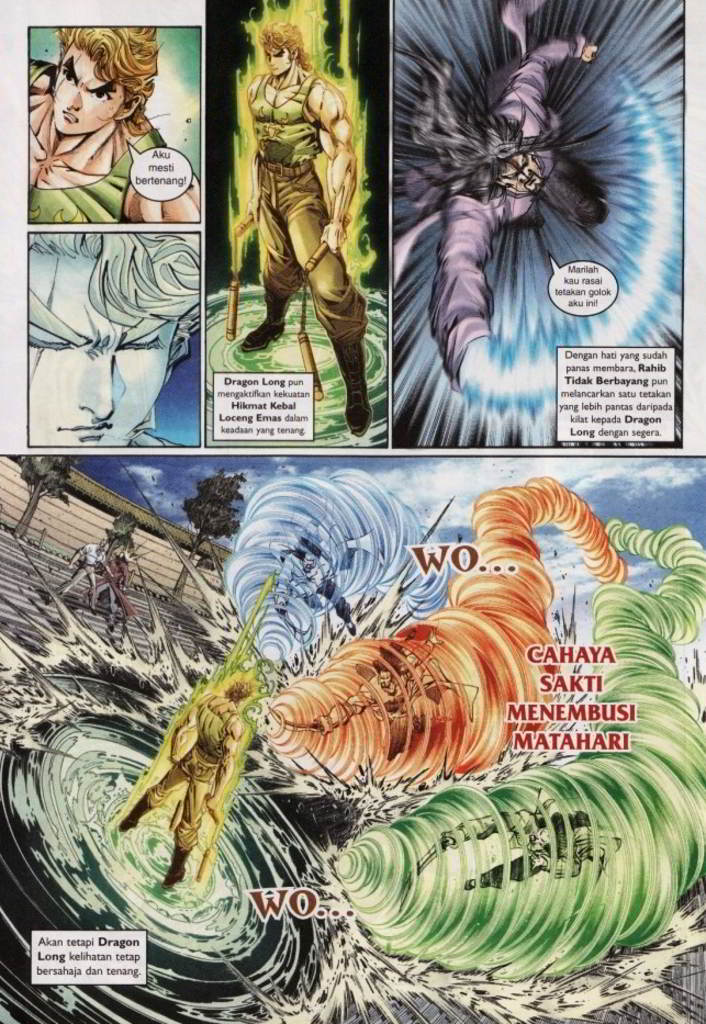 Aku
mesti
bertenang!
Dragon Long pun
mengaktifkan kekuatan
Hikmat Kebal
Loceng Emas dalam
keadaan yang tenang.
Marilah
kau rasai
tetakan golok
aku ini!
Dengan hati yang sudah
panas membara, Rahib
Tidak Berbayang pun
melancarkan satu tetakan
yang lebih pantas daripada
kilat kepada Dragon
Long dengan segera.
WO...
CAHAYA
SAKTI
MENEMBUSI
MATAHARI
WO...
Akan tetapi Dragon
Long kelihatan tetap
bersahaja dan tenang.